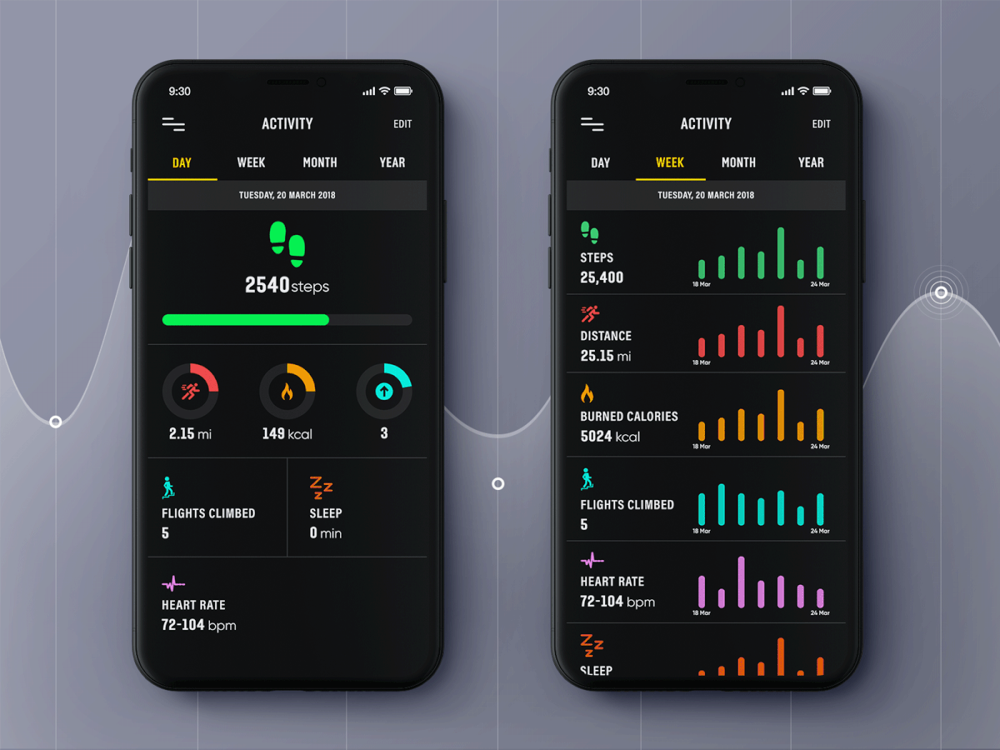 9:30
ACTIVITY
EDIT
DAY
WEEK
MONTH
YEAR
TUESDAY, 20 MARCH 2018
2540 steps
2.15 mi
149 kcal
3
FLIGHTS CLIMBED
5
SLEEP
0 min
HEART RATE
72-104 bpm
9:30
ACTIVITY
EDIT
DAY
WEEK
MONTH
YEAR
TUESDAY, 20 MARCH 2018
STEPS
25,400
18 Mar
24 Mar
DISTANCE
25.15 mi
18 Mar
24 Mar
BURNED CALORIES
5024 kcal
18 Mar
24 Mar
FLIGHTS CLIMBED
5
18 Mar
24 Mar
HEART RATE
72-104 bpm
18 Mar
24 Mar
SLEEP